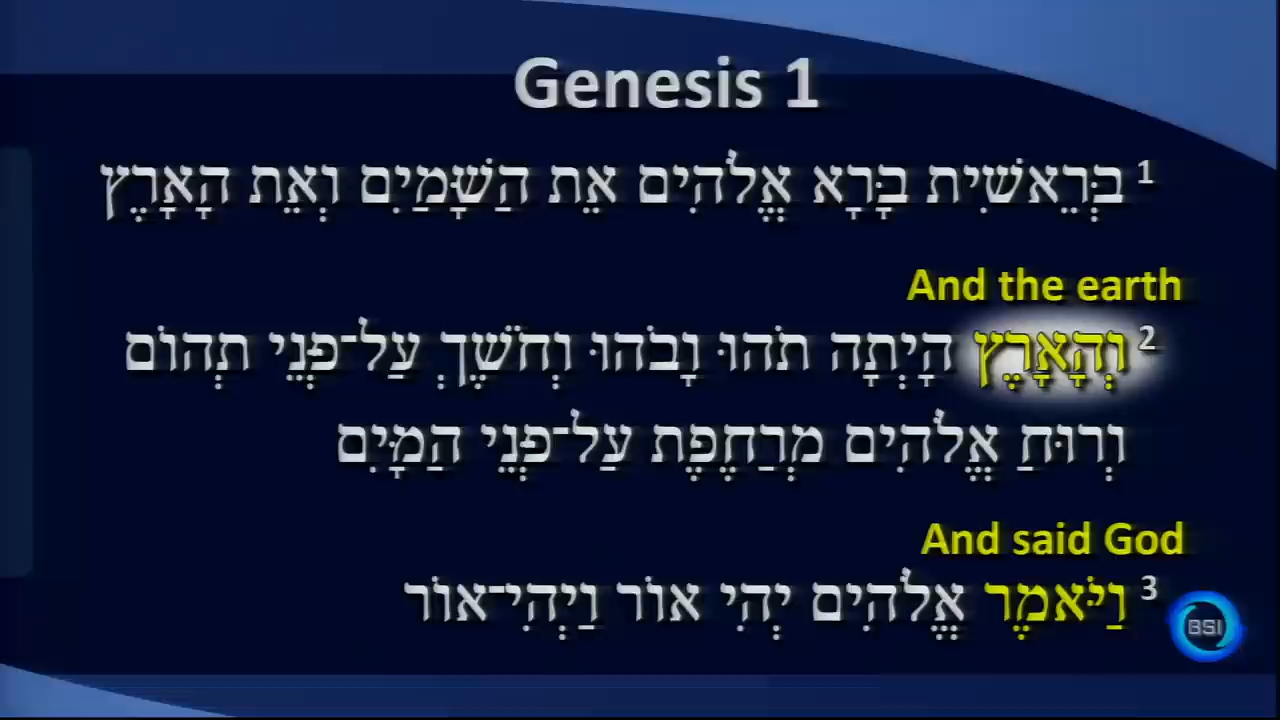 Genesis 1
1 בְּרֵאשִׁית בָּרָא אֱלֹהִים אֵת הַשָּׁמַיִם וְאֵת הָאָרֶץ
And the earth
2 וְהָאָרֶץ הָיְתָה תֹהוּ וָבֹהוּ וְחֹשֶׁךְ עַל־פְּנֵי תְהוֹם
וְרוּחַ אֱלֹהִים מְרַחֶפֶת עַל־פְּנֵי הַמָּיִם
And said God
3 וַיֹּאמֶר אֱלֹהִים יְהִי אוֹר וַיְהִי־אוֹר
BSI